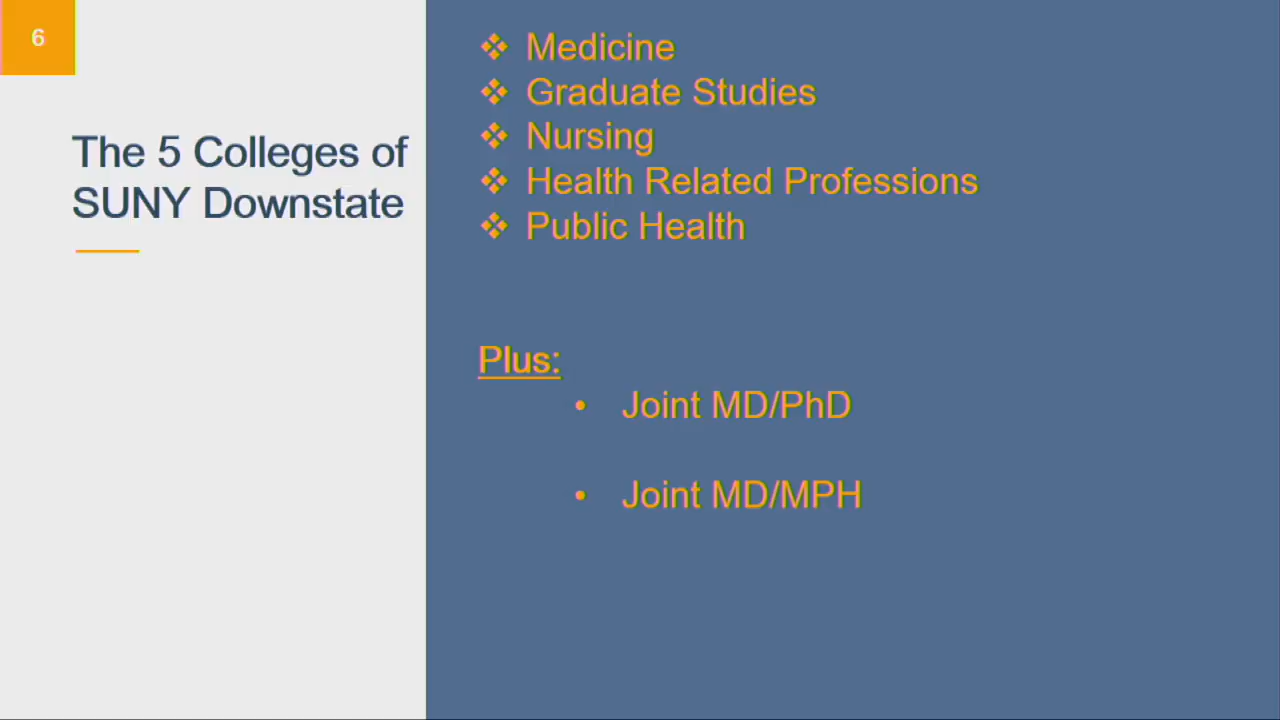 6
The 5 Colleges of
SUNY Downstate
❖ Medicine
❖ Graduate Studies
❖ Nursing
❖ Health Related Professions
❖ Public Health
Plus:
• Joint MD/PhD
• Joint MD/MPH